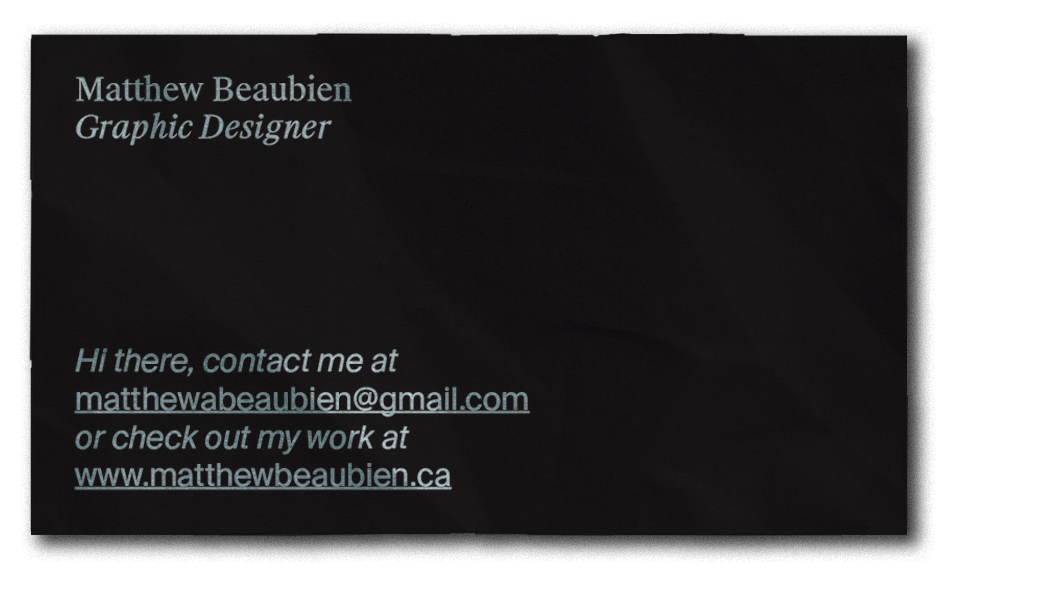 Matthew Beaubien
Graphic Designer
Hi there, contact me at
matthewabeaubien@gmail.com
or check out my work at
www.matthewbeaubien.ca